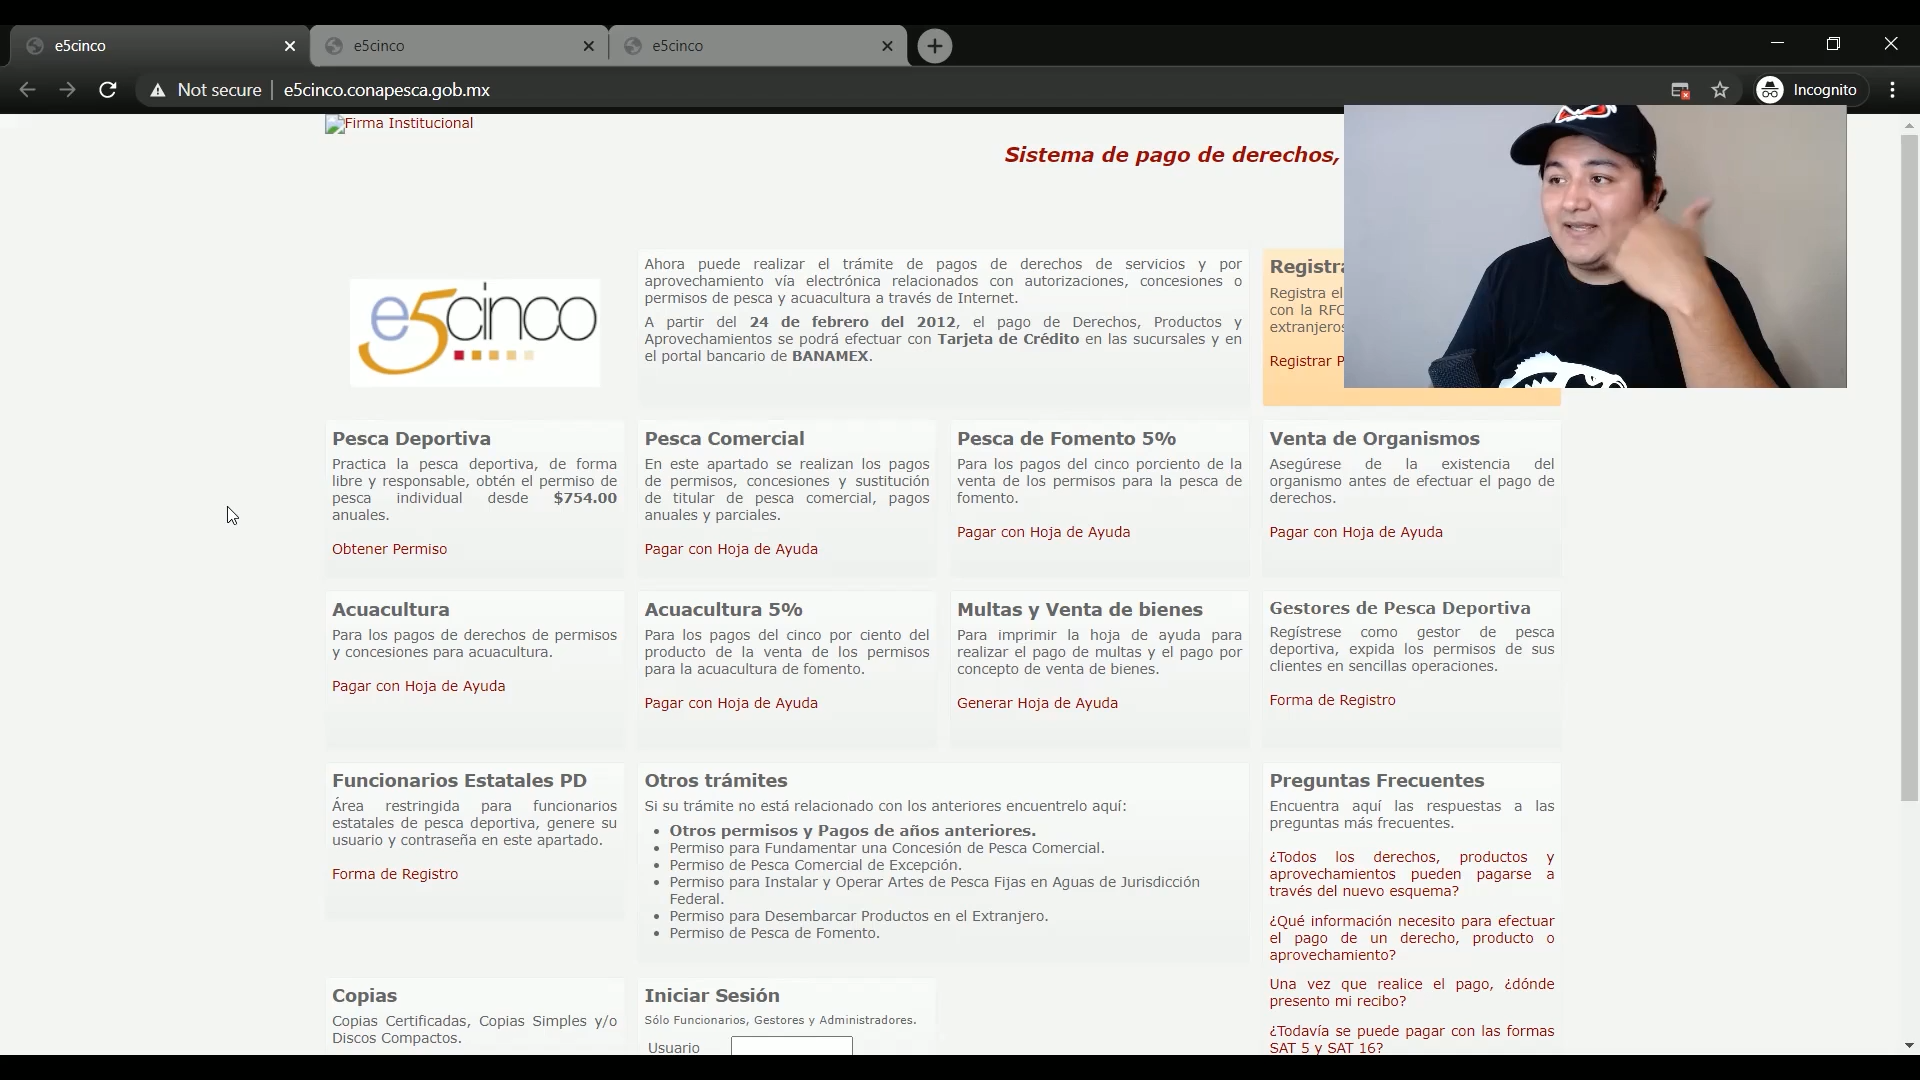 e5cinco
e5cinco
e5cinco
Not secure
e5cinco.conapesca.gob.mx
Incognito
Firma Institucional
Sistema de pago de derechos,
e5cinco
Ahora puede realizar el trámite de pagos de derechos de servicios y por
aprovechamiento vía electrónica relacionados con autorizaciones, concesiones o
permisos de pesca y acuacultura a través de Internet.
A partir del 24 de febrero del 2012, el pago de Derechos, Productos y
Aprovechamientos se podrá efectuar con Tarjeta de Crédito en las sucursales y en
el portal bancario de BANAMEX.
Registra el
con la RFC
extranjeros
Registrar
Pesca Deportiva
Practica la pesca deportiva, de forma
libre y responsable, obtén el permiso de
pesca individual desde $754.00
anuales.
Obtener Permiso
Pesca Comercial
En este apartado se realizan los pagos
de permisos, concesiones y sustitución
de titular de pesca comercial, pagos
anuales y parciales.
Pagar con Hoja de Ayuda
Pesca de Fomento 5%
Para los pagos del cinco porciento de la
venta de los permisos para la pesca de
fomento.
Pagar con Hoja de Ayuda
Venta de Organismos
Asegúrese de la existencia del
organismo antes de efectuar el pago de
derechos.
Pagar con Hoja de Ayuda
Acuacultura
Para los pagos de derechos de permisos
y concesiones para acuacultura.
Pagar con Hoja de Ayuda
Acuacultura 5%
Para los pagos del cinco por ciento del
producto de la venta de los permisos
para la acuacultura de fomento.
Pagar con Hoja de Ayuda
Multas y Venta de bienes
Para imprimir la hoja de ayuda para
realizar el pago de multas y el pago por
concepto de venta de bienes.
Generar Hoja de Ayuda
Gestores de Pesca Deportiva
Regístrese como gestor de pesca
deportiva, expida los permisos de sus
clientes en sencillas operaciones.
Forma de Registro
Funcionarios Estatales PD
Área restringida para funcionarios
estatales de pesca deportiva, genere su
usuario y contraseña en este apartado.
Forma de Registro
Otros trámites
Si su trámite no está relacionado con los anteriores encuentrelo aquí:
• Otros permisos y Pagos de años anteriores.
• Permiso para Fundamentar una Concesión de Pesca Comercial.
• Permiso de Pesca Comercial de Excepción.
• Permiso para Instalar y Operar Artes de Pesca Fijas en Aguas de Jurisdicción
Federal.
• Permiso para Desembarcar Productos en el Extranjero.
• Permiso de Pesca de Fomento.
Preguntas Frecuentes
Encuentra aquí las respuestas a las
preguntas más frecuentes.
¿Todos los derechos, productos y
aprovechamientos pueden pagarse a
través del nuevo esquema?
¿Qué información necesito para efectuar
el pago de un derecho, producto o
aprovechamiento?
Una vez que realice el pago, ¿dónde
presento mi recibo?
¿Todavía se puede pagar con las formas
SAT 5 y SAT 16?
Copias
Copias Certificadas, Copias Simples y/o
Discos Compactos.
Iniciar Sesión
Sólo Funcionarios, Gestores y Administradores.
Usuario